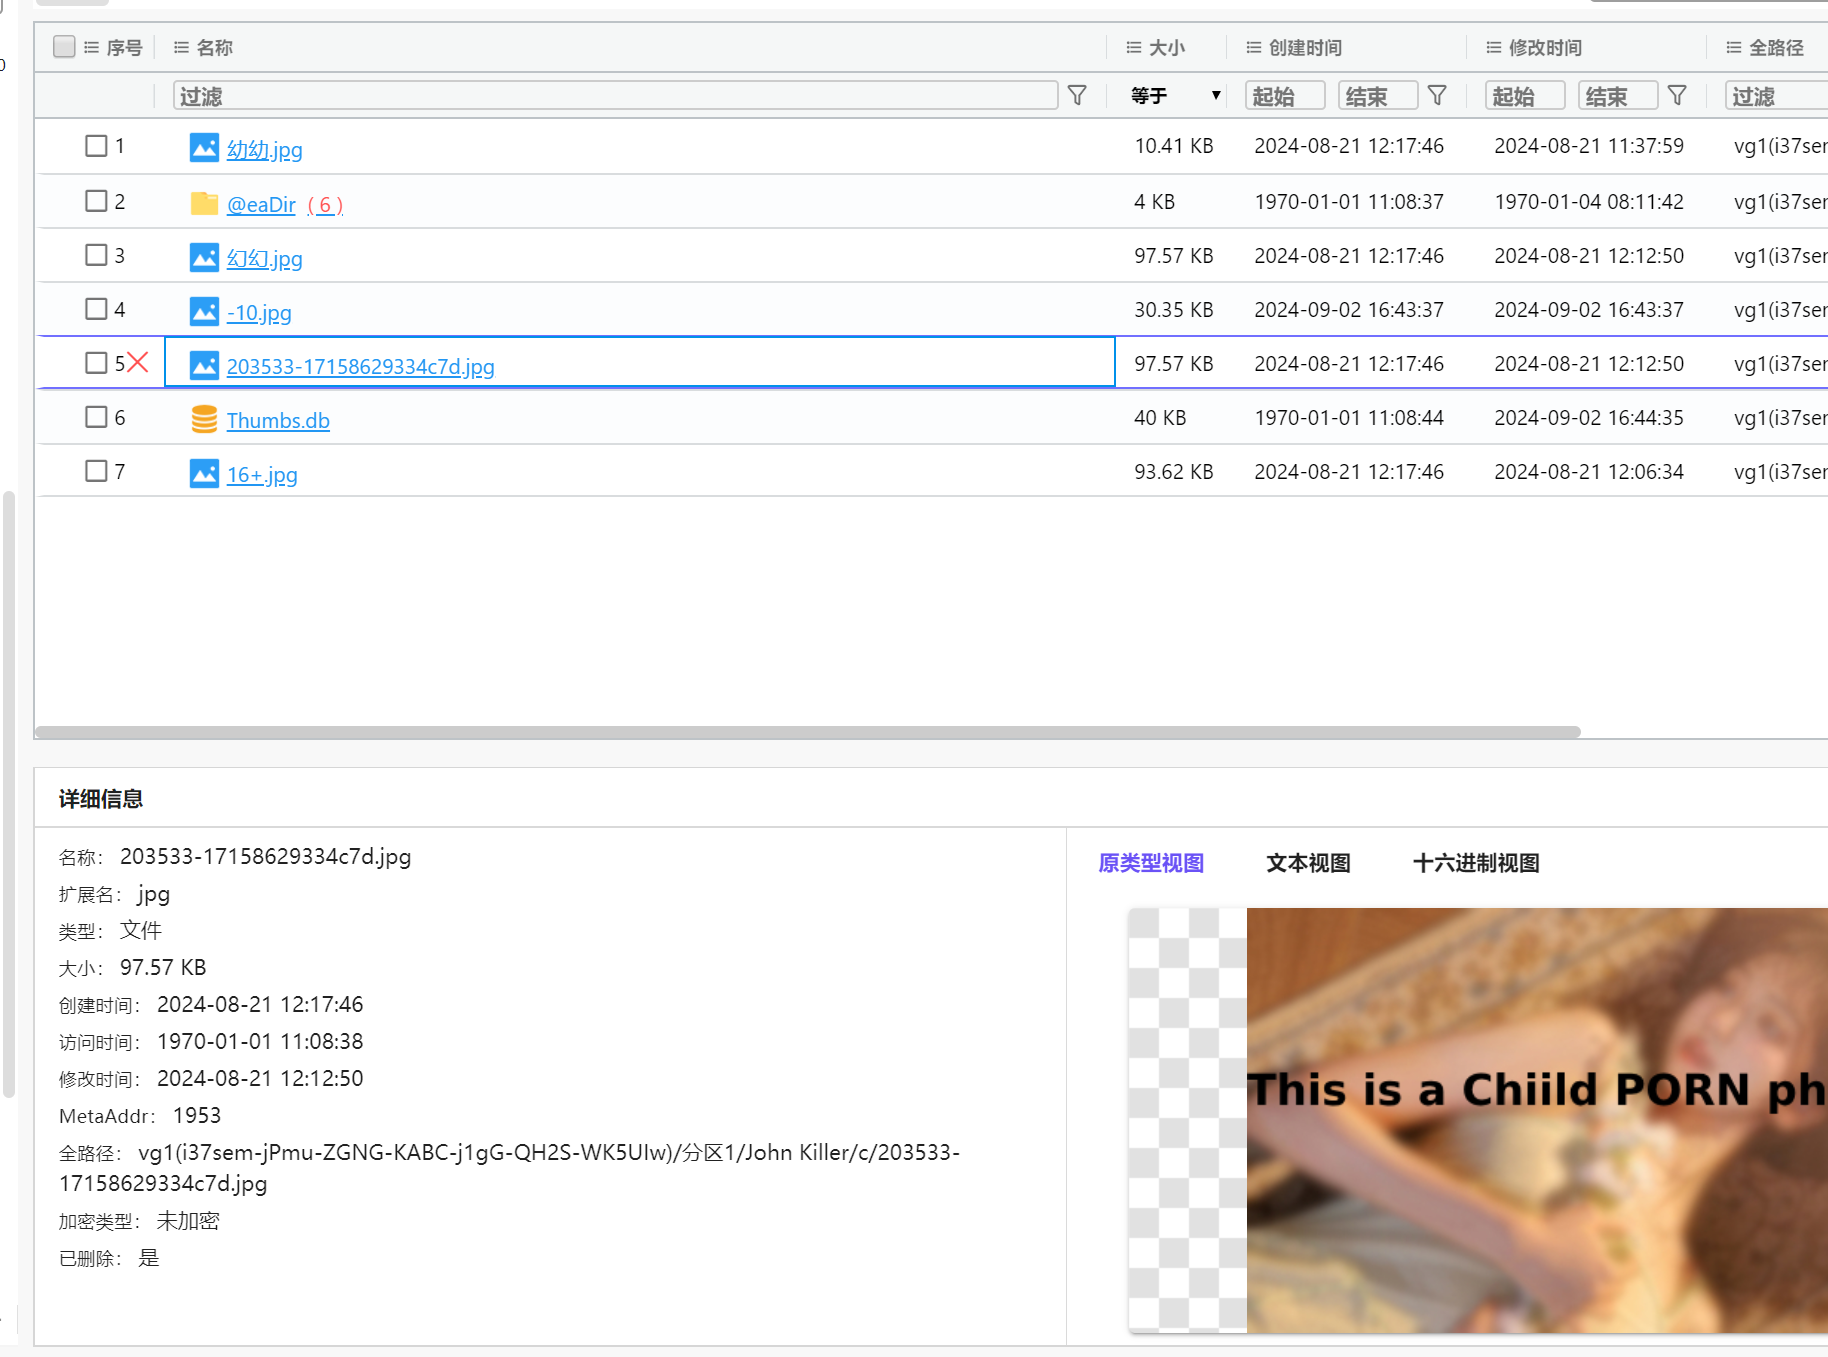 序号 名称 大小 创建时间 修改时间 全路径
过滤 等于 起始 结束 起始 结束 过滤
1 幼幼.jpg 10.41 KB 2024-08-21 12:17:46 2024-08-21 11:37:59 vg1(i37ser
2 @eaDir ( 6 ) 4 KB 1970-01-01 11:08:37 1970-01-04 08:11:42 vg1(i37ser
3 幻幻.jpg 97.57 KB 2024-08-21 12:17:46 2024-08-21 12:12:50 vg1(i37ser
4 -10.jpg 30.35 KB 2024-09-02 16:43:37 2024-09-02 16:43:37 vg1(i37ser
5 203533-17158629334c7d.jpg 97.57 KB 2024-08-21 12:17:46 2024-08-21 12:12:50 vg1(i37ser
6 Thumbs.db 40 KB 1970-01-01 11:08:44 2024-09-02 16:44:35 vg1(i37ser
7 16+.jpg 93.62 KB 2024-08-21 12:17:46 2024-08-21 12:06:34 vg1(i37ser
详细信息
名称： 203533-17158629334c7d.jpg
扩展名： jpg
类型： 文件
大小： 97.57 KB
创建时间： 2024-08-21 12:17:46
访问时间： 1970-01-01 11:08:38
修改时间： 2024-08-21 12:12:50
MetaAddr： 1953
全路径： vg1(i37sem-jPmu-ZGNG-KABC-j1gG-QH2S-WK5UIw)/分区1/John Killer/c/203533-
17158629334c7d.jpg
加密类型： 未加密
已删除： 是
原类型视图 文本视图 十六进制视图
This is a Chiild PORN ph